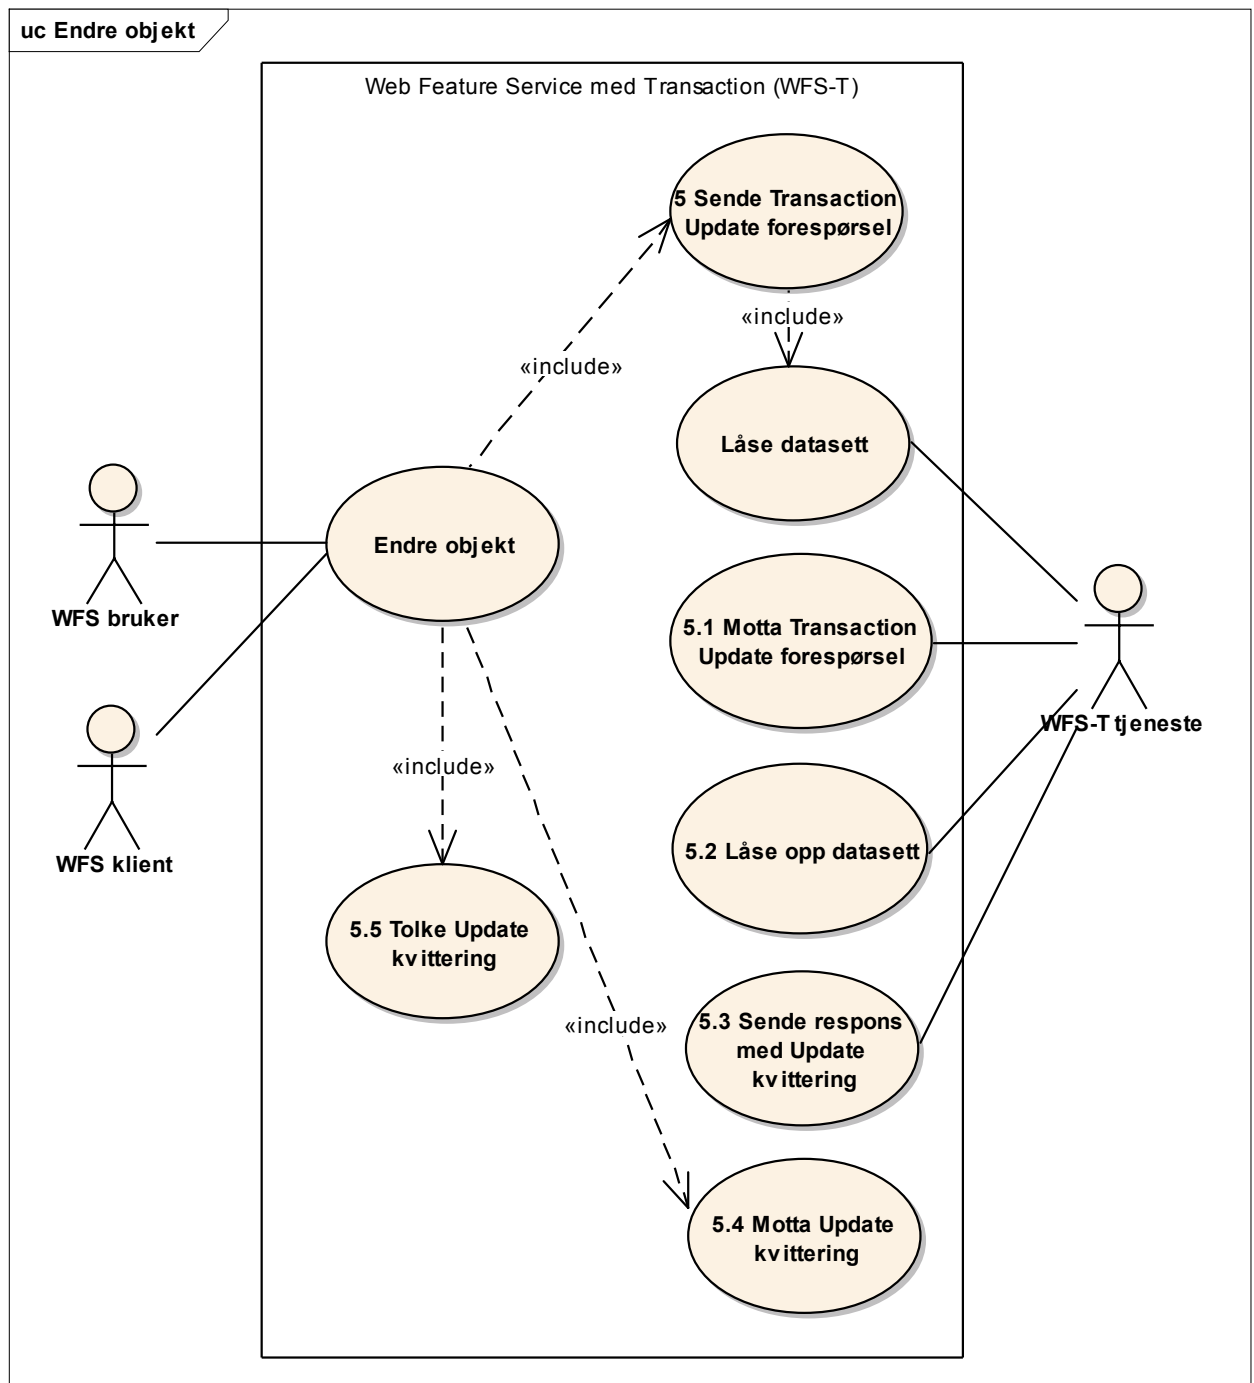 uc Endre objekt
Web Feature Service med Transaction (WFS-T)
5 Sende Transaction
Update forespørsel
«include»
«include»
Låse datasett
Endre objekt
WFS bruker
5.1 Motta Transaction
Update forespørsel
WFS-T tjeneste
«include»
WFS klient
5.2 Låse opp datasett
5.5 Tolke Update
kvittering
«include»
5.3 Sende respons
med Update
kvittering
5.4 Motta Update
kvittering